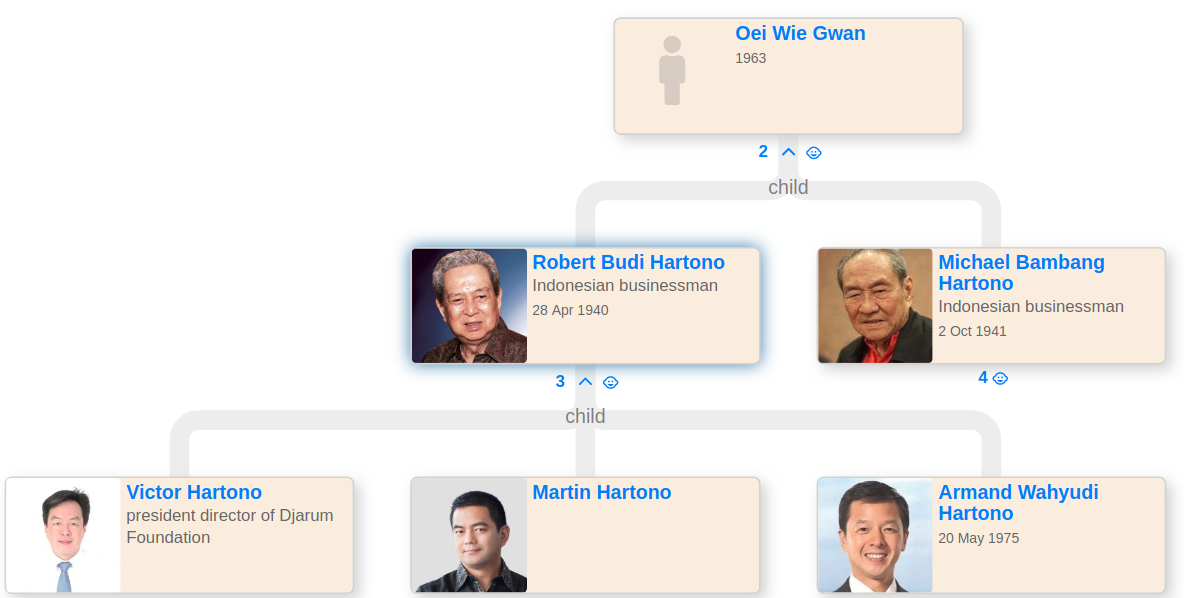 Oei Wie Gwan
1963
2
child
Robert Budi Hartono
Indonesian businessman
28 Apr 1940
Michael Bambang
Hartono
Indonesian businessman
2 Oct 1941
3
4
child
Victor Hartono
president director of Djarum
Foundation
Martin Hartono
Armand Wahyudi
Hartono
20 May 1975